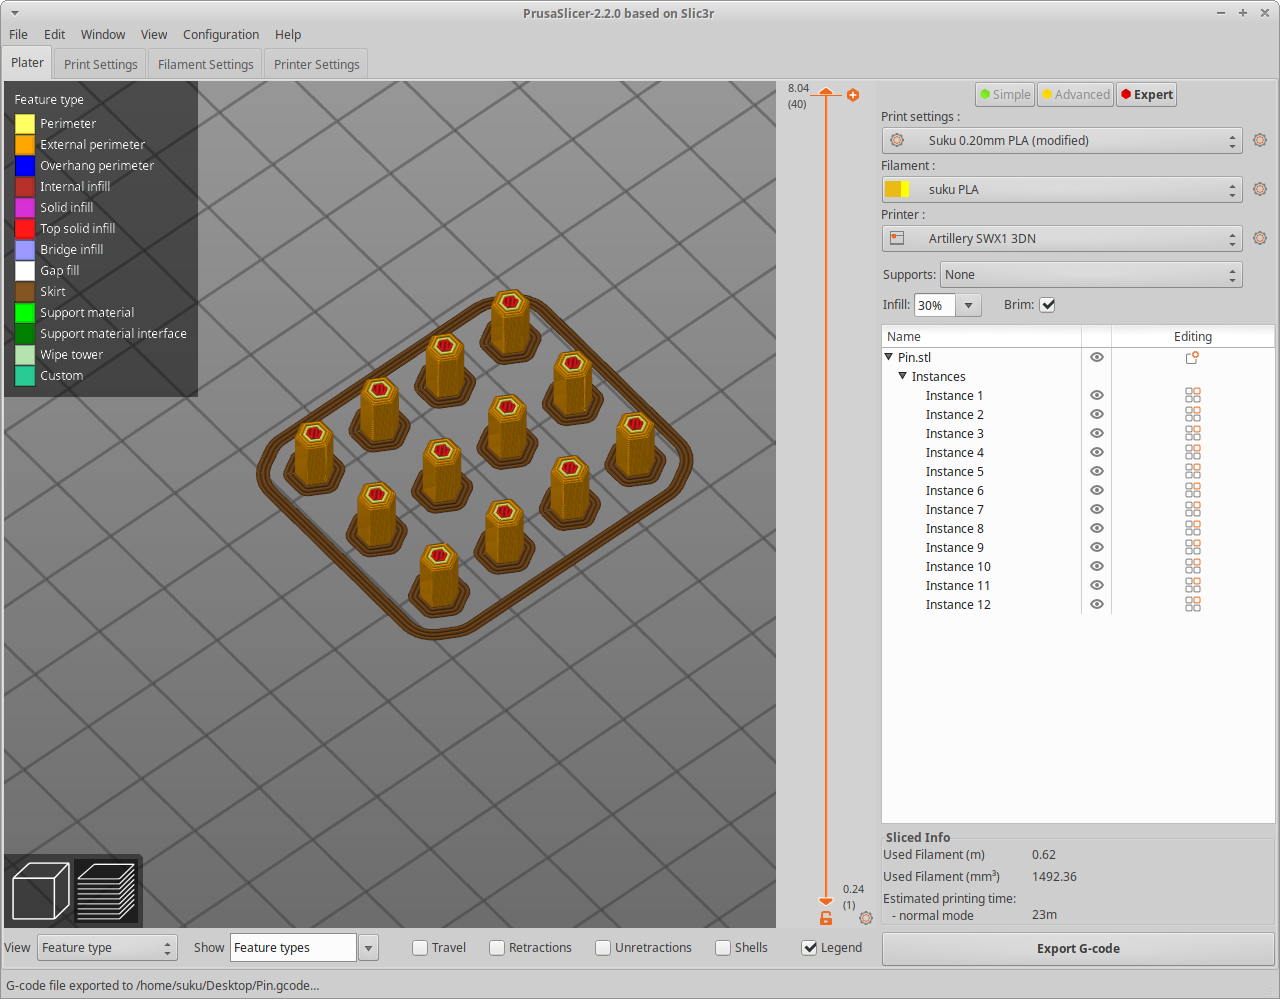 PrusaSlicer-2.2.0 based on Slic3r
File Edit Window View Configuration Help
Plater Print Settings Filament Settings Printer Settings
Feature type
Perimeter
External perimeter
Overhang perimeter
Internal infill
Solid infill
Top solid infill
Bridge infill
Gap fill
Skirt
Support material
Support material interface
Wipe tower
Custom
8.04
(40)
0.24
(1)
Simple Advanced Expert
Print settings :
Suku 0.20mm PLA (modified)
Filament :
suku PLA
Printer :
Artillery SWX1 3DN
Supports: None
Infill: 30% Brim:
Name Editing
Pin.stl
Instances
Instance 1
Instance 2
Instance 3
Instance 4
Instance 5
Instance 6
Instance 7
Instance 8
Instance 9
Instance 10
Instance 11
Instance 12
Sliced Info
Used Filament (m) 0.62
Used Filament (mm³) 1492.36
Estimated printing time:
- normal mode 23m
View Feature type Show Feature types Travel Retractions Unretractions Shells Legend
Export G-code
G-code file exported to /home/suku/Desktop/Pin.gcode...